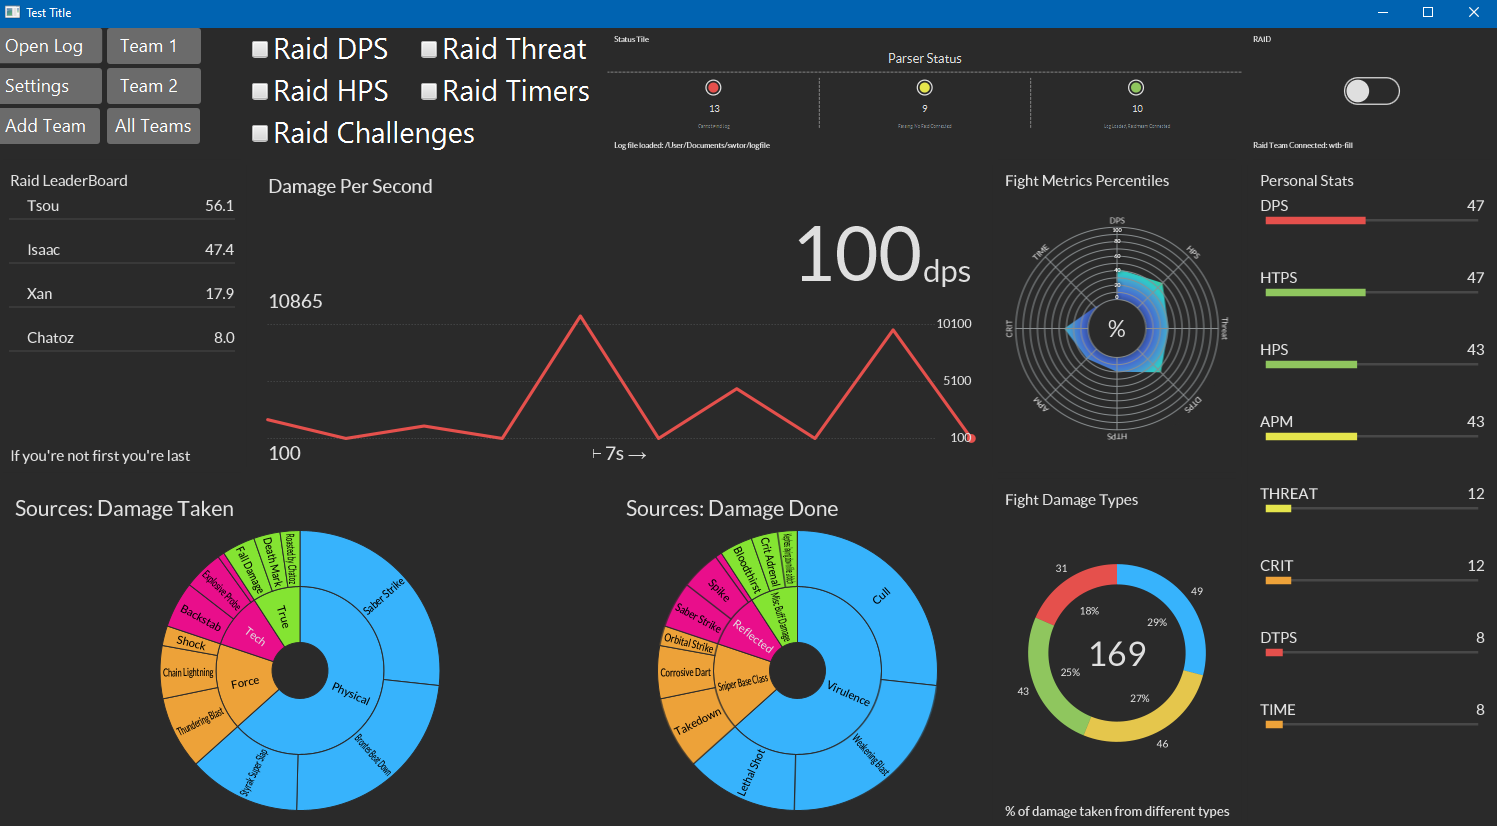 Test Title
Open Log
Team 1
Settings
Team 2
Add Team
All Teams
Raid DPS
Raid Threat
Raid HPS
Raid Timers
Raid Challenges
Status Tile
Parser Status
13
9
10
Log file loaded: /User/Documents/swtor/logfile
RAID
Raid Team Connected: wtb-fill
Raid LeaderBoard
Tsou 56.1
Isaac 47.4
Xan 17.9
Chatoz 8.0
If you're not first you're last
Damage Per Second
100dps
10865
10100
5100
100
100
7s
Fight Metrics Percentiles
DPS
HPS
Threat
DTPS
HTPS
APM
CRIT
TIME
100
80
60
40
20
0
%
Personal Stats
DPS 47
HTPS 47
HPS 43
APM 43
THREAT 12
CRIT 12
DTPS 8
TIME 8
Sources: Damage Taken
Saber Strike
Styrak Super Slap
Physical
Thundering Blast
Chain Lightning
Shock
Force
Backstab
Explosive Probe
Tech
Fall Damage
Death Mark
Roasted by Chatoz
True
Sources: Damage Done
Cull
Weakening Blast
Lethal Shot
Virulence
Takedown
Corrosive Dart
Orbital Strike
Sniper Base Class
Saber Strike
Spike
Reflected
Bloodthirst
Crit Adrenal
Misc Buff Damage
Fight Damage Types
31
49
43
46
18%
29%
25%
27%
169
% of damage taken from different types